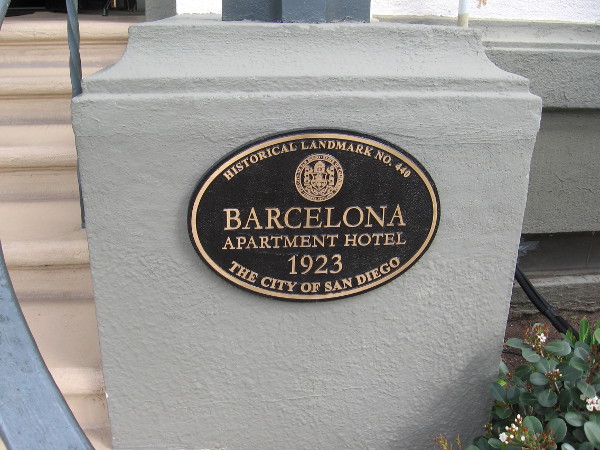 HISTORICAL LANDMARK NO. 440
BARCELONA
APARTMENT HOTEL
1923
THE CITY OF SAN DIEGO